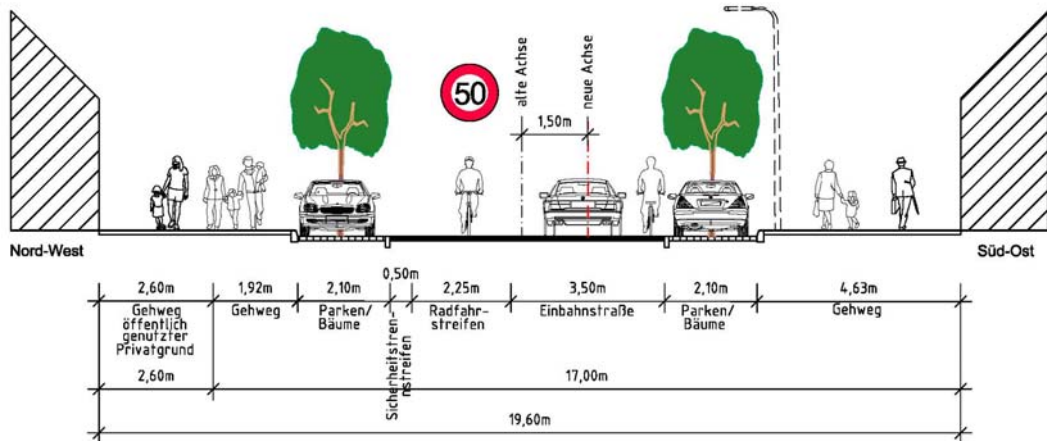 alte Achse
neue Achse
50
1,50m
Nord-West
Süd-Ost
0,50m
2,60m
1,92m
2,10m
2,25m
3,50m
2,10m
4,63m
Gehweg
öffentlich
genutzter
Privatgrund
Gehweg
Parken/
Bäume
Sicherheitstren-
nstreifen
Radfahr-
streifen
Einbahnstraße
Parken/
Bäume
Gehweg
2,60m
17,00m
19,60m